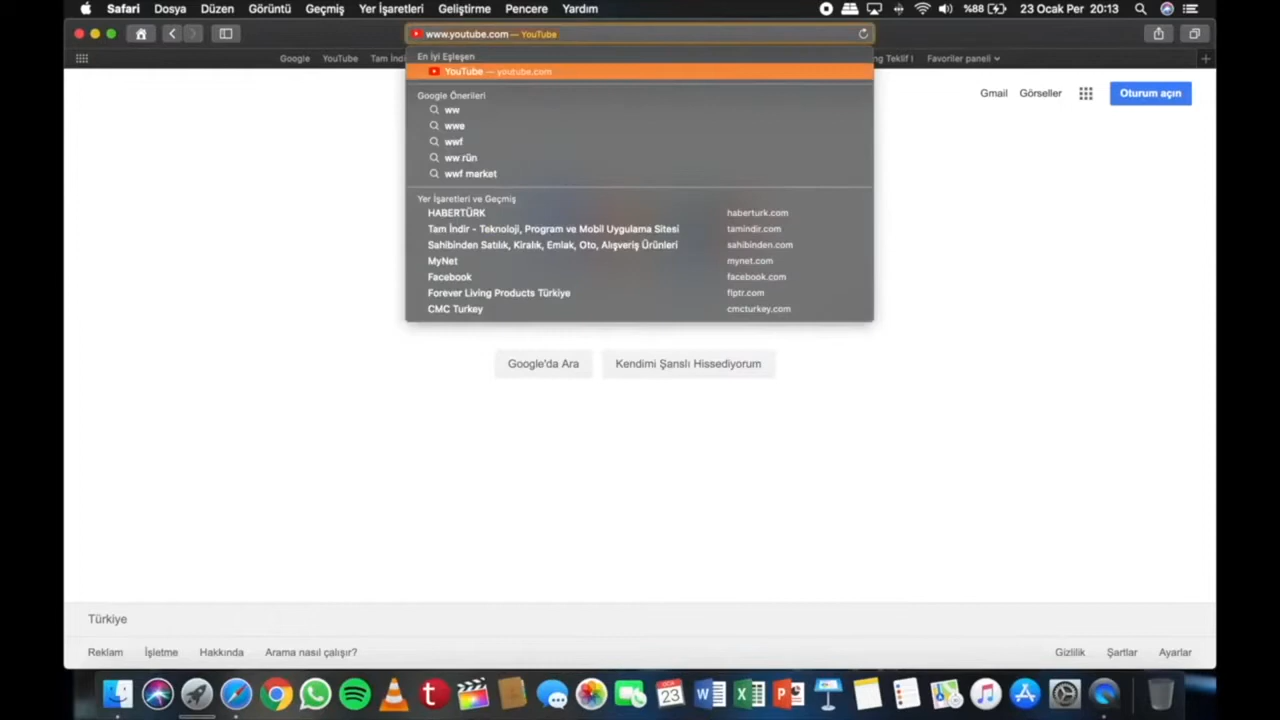 Safari Dosya Düzen Görüntü Geçmiş Yer İşaretleri Geliştirme Pencere Yardım %88 23 Ocak Per 20:13
www.youtube.com — YouTube
Google YouTube Tam İndi ng Teklif I Favoriler paneli
En İyi Eşleşen
YouTube — youtube.com
Google Önerileri
ww
wwe
wwf
ww rün
wwf market
Yer İşaretleri ve Geçmiş
HABERTÜRK haberturk.com
Tam İndir - Teknoloji, Program ve Mobil Uygulama Sitesi tamindir.com
Sahibinden Satılık, Kiralık, Emlak, Oto, Alışveriş Ürünleri sahibinden.com
MyNet mynet.com
Facebook facebook.com
Forever Living Products Türkiye flptr.com
CMC Turkey cmcturkey.com
Gmail Görseller Oturum açın
Google'da Ara Kendimi Şanslı Hissediyorum
Türkiye
Reklam İşletme Hakkında Arama nasıl çalışır? Gizlilik Şartlar Ayarlar
23